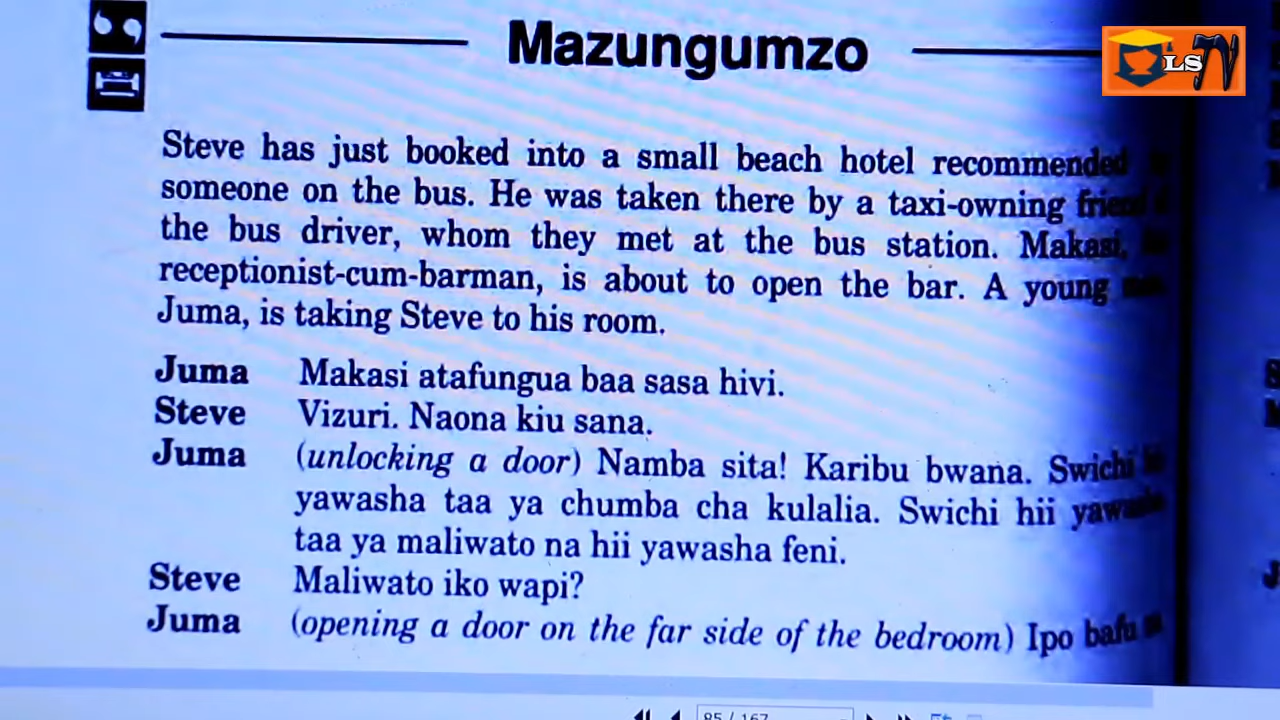 Mazungumzo
LS
Steve has just booked into a small beach hotel recommended
someone on the bus. He was taken there by a taxi-owning
the bus driver, whom they met at the bus station. Makasi,
receptionist-cum-barman, is about to open the bar. A young
Juma, is taking Steve to his room.
Juma Makasi atafungua baa sasa hivi.
Steve Vizuri. Naona kiu sana.
Juma (unlocking a door) Namba sita! Karibu bwana. Swichi
yawasha taa ya chumba cha kulalia. Swichi hii
taa ya maliwato na hii yawasha feni.
Steve Maliwato iko wapi?
Juma (opening a door on the far side of the bedroom) Ipo bafu
85 / 167